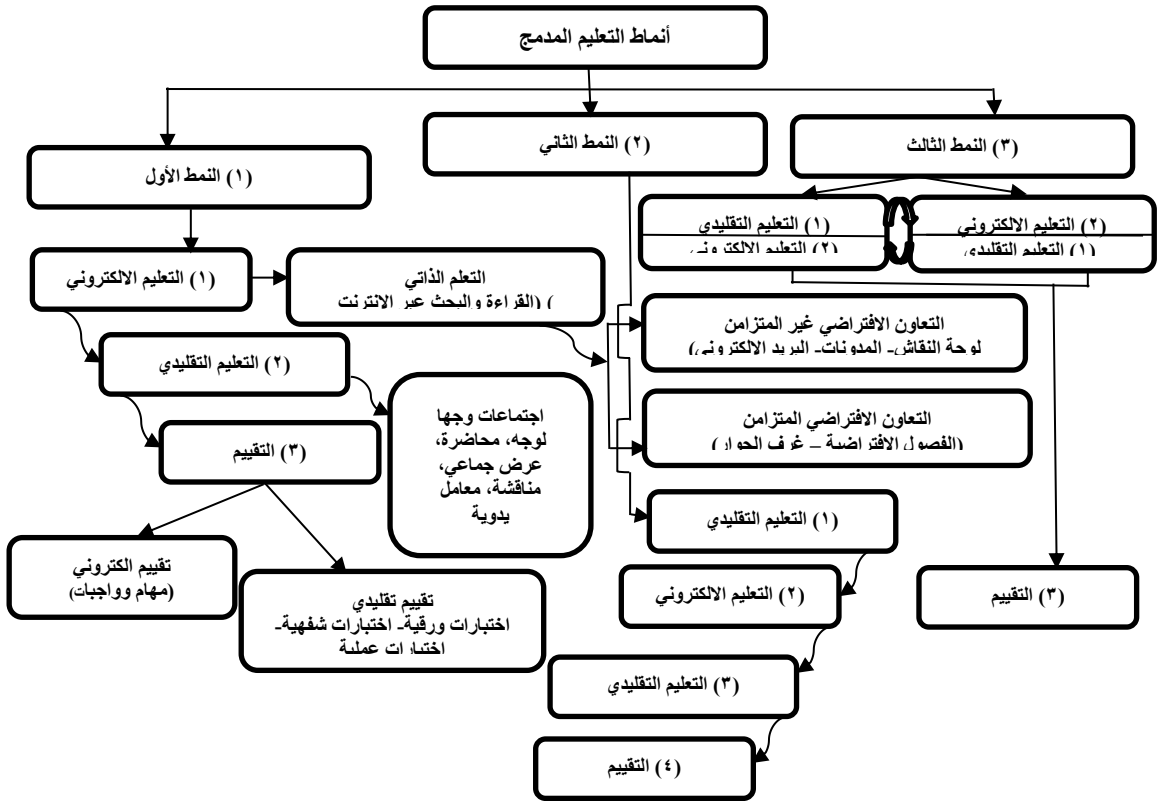 أنماط التعليم المدمج
(٣) النمط الثالث
(٢) النمط الثاني
(١) النمط الأول
(٢) التعليم الالكتروني
(١) التعليم التقليدي
(١) التعليم التقليدي
(٢) التعليم الالكتروني
(١) التعليم الالكتروني
التعلم الذاتي
(القراءة والبحث عبر الانترنت)
التعاون الافتراضي غير المتزامن
لوحة النقاش- المدونات- البريد الالكتروني)
(٢) التعليم التقليدي
اجتماعات وجها
لوجه، محاضرة،
عرض جماعي،
مناقشة، معامل
يدوية
التعاون الافتراضي المتزامن
(الفصول الافتراضية – غرف الحوار)
(٣) التقييم
(١) التعليم التقليدي
تقييم الكتروني
(مهام وواجبات)
تقييم تقليدي
اختبارات ورقية- اختبارات شفهية-
اختبارات عملية
(٢) التعليم الالكتروني
(٣) التقييم
(٣) التعليم التقليدي
(٤) التقييم